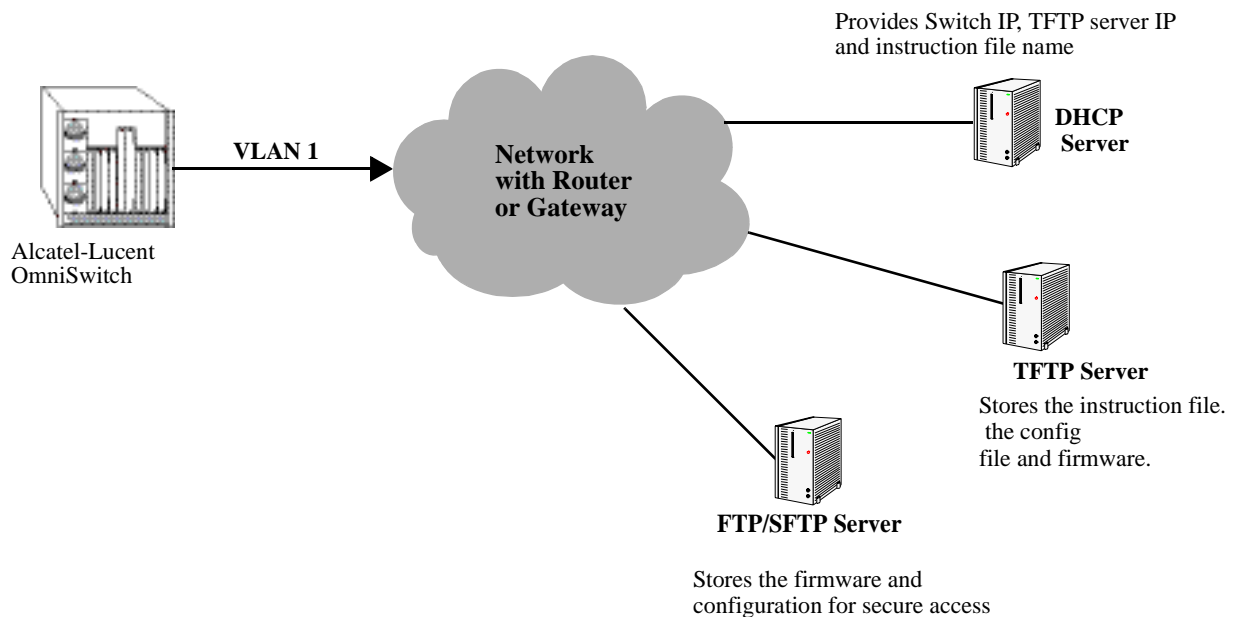 Provides Switch IP, TFTP server IP
and instruction file name
DHCP
Server
VLAN 1
Network
with Router
or Gateway
Alcatel-Lucent
OmniSwitch
TFTP Server
Stores the instruction file.
the config
file and firmware.
FTP/SFTP Server
Stores the firmware and
configuration for secure access